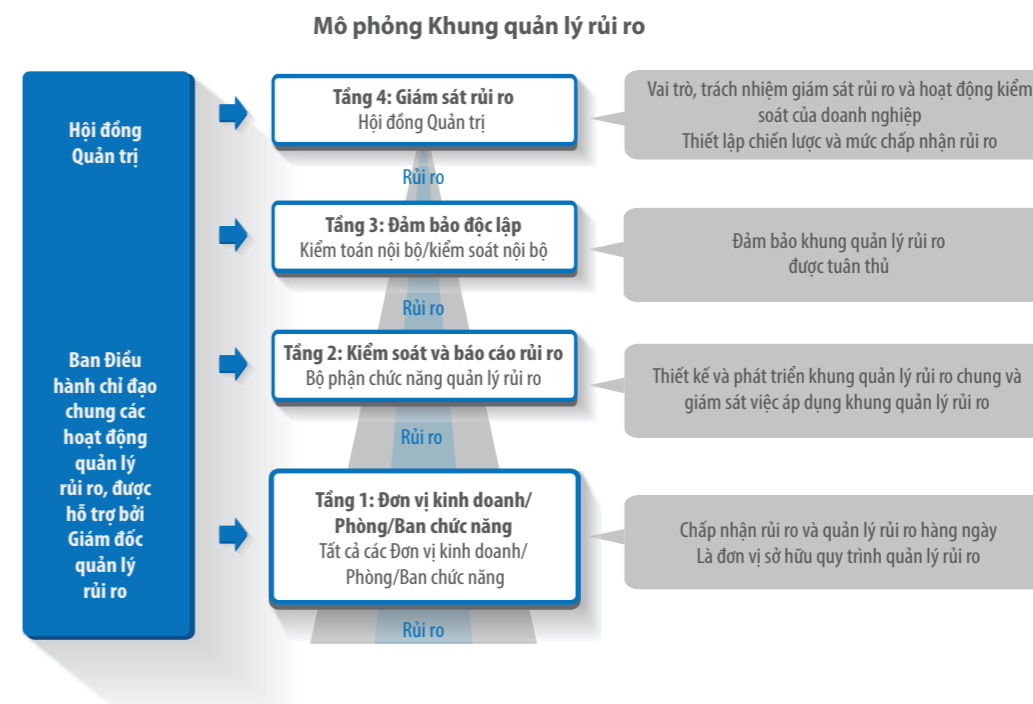 Mô phỏng Khung quản lý rủi ro
Hội đồng
Quản trị
Ban Điều
hành chỉ đạo
chung các
hoạt động
quản lý
rủi ro, được
hỗ trợ bởi
Giám đốc
quản lý
rủi ro
Tầng 4: Giám sát rủi ro
Hội đồng Quản trị
Vai trò, trách nhiệm giám sát rủi ro và hoạt động kiểm
soát của doanh nghiệp
Thiết lập chiến lược và mức chấp nhận rủi ro
Rủi ro
Tầng 3: Đảm bảo độc lập
Kiểm toán nội bộ/kiểm soát nội bộ
Đảm bảo khung quản lý rủi ro
được tuân thủ
Rủi ro
Tầng 2: Kiểm soát và báo cáo rủi ro
Bộ phận chức năng quản lý rủi ro
Thiết kế và phát triển khung quản lý rủi ro chung và
giám sát việc áp dụng khung quản lý rủi ro
Rủi ro
Tầng 1: Đơn vị kinh doanh/
Phòng/Ban chức năng
Tất cả các Đơn vị kinh doanh/
Phòng/Ban chức năng
Chấp nhận rủi ro và quản lý rủi ro hàng ngày
Là đơn vị sở hữu quy trình quản lý rủi ro
Rủi ro